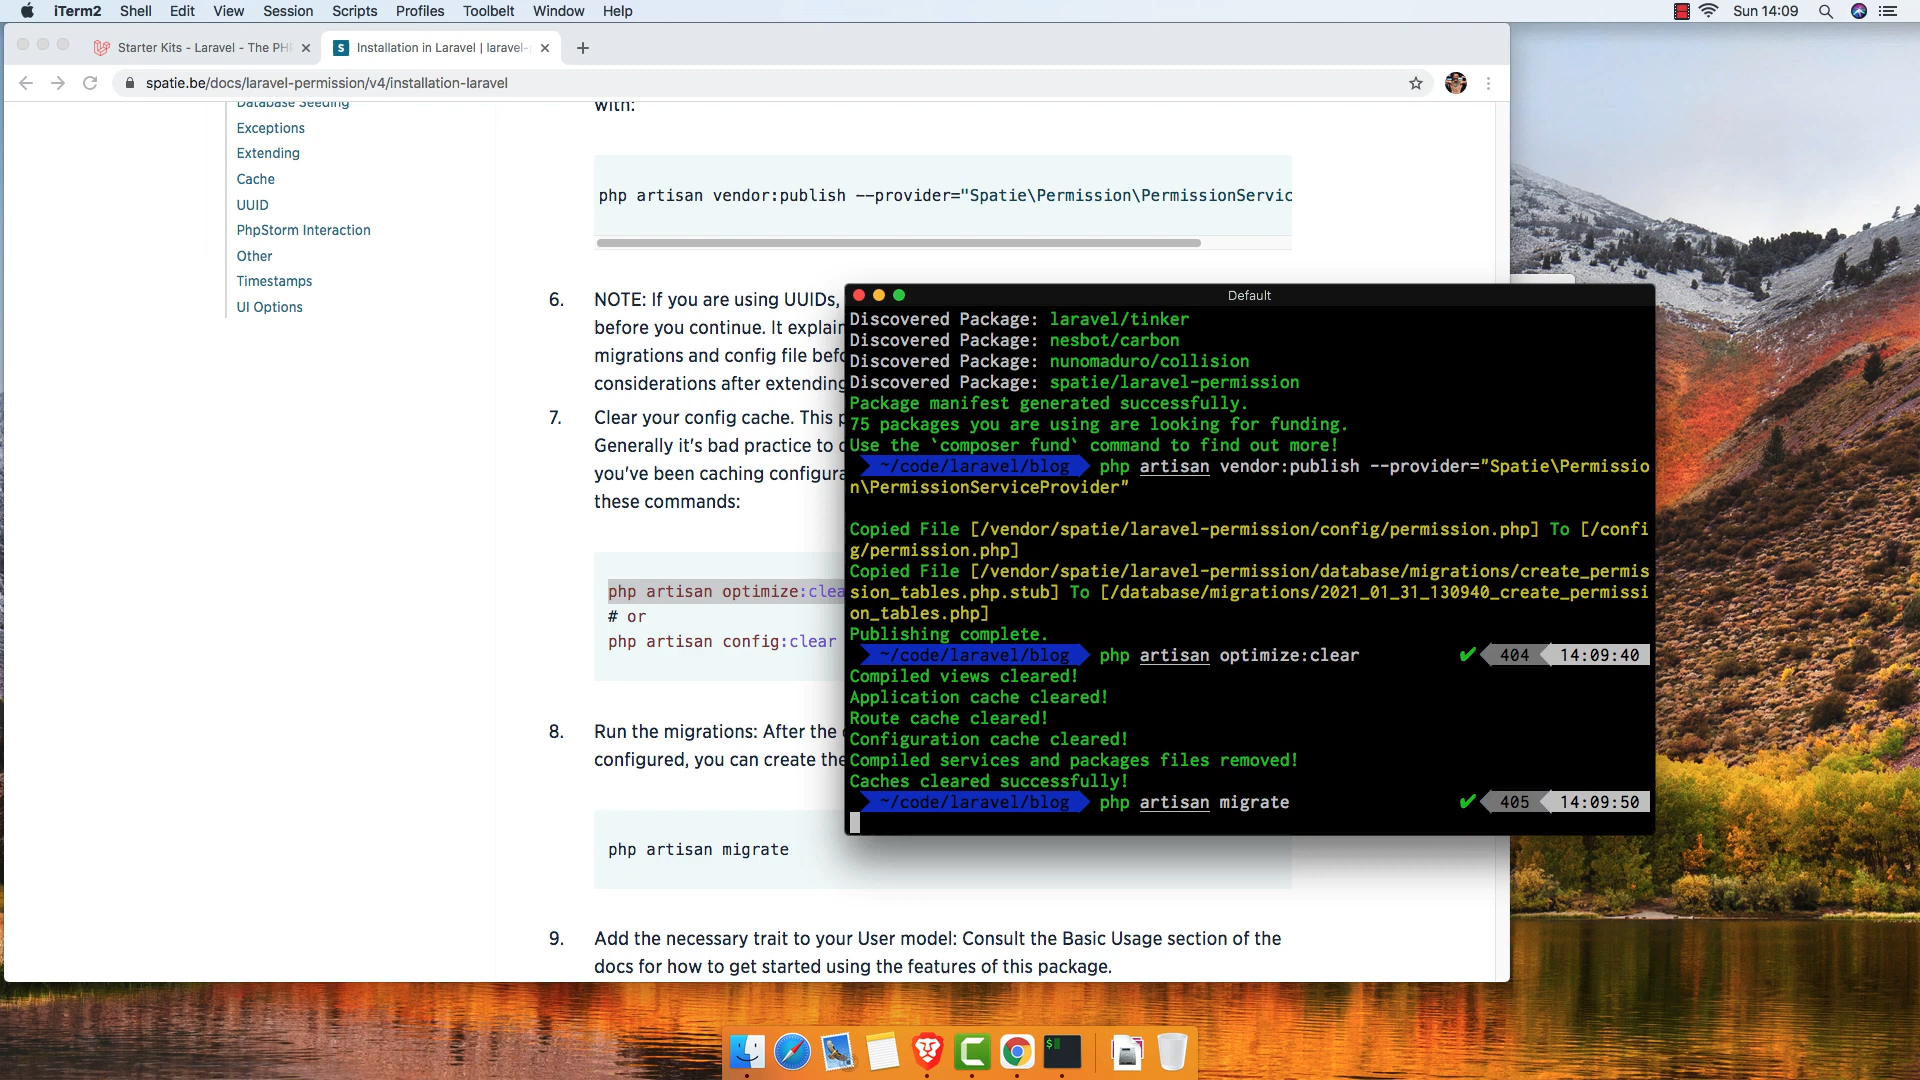 iTerm2 Shell Edit View Session Scripts Profiles Toolbelt Window Help Sun 14:09
Starter Kits - Laravel - The PH
Installation in Laravel | laravel-
spatie.be/docs/laravel-permission/v4/installation-laravel
Database Seeding
Exceptions
Extending
Cache
UUID
PhpStorm Interaction
Other
Timestamps
UI Options
with:
php artisan vendor:publish --provider="Spatie\Permission\PermissionServic
6. NOTE: If you are using UUIDs,
before you continue. It explain
migrations and config file befo
considerations after extending
7. Clear your config cache. This p
Generally it's bad practice to c
you've been caching configura
these commands:
php artisan optimize:clea
# or
php artisan config:clear
8. Run the migrations: After the
configured, you can create the
php artisan migrate
9. Add the necessary trait to your User model: Consult the Basic Usage section of the
docs for how to get started using the features of this package.
Default
Discovered Package: laravel/tinker
Discovered Package: nesbot/carbon
Discovered Package: nunomaduro/collision
Discovered Package: spatie/laravel-permission
Package manifest generated successfully.
75 packages you are using are looking for funding.
Use the `composer fund` command to find out more!
~/code/laravel/blog php artisan vendor:publish --provider="Spatie\Permissio
n\PermissionServiceProvider"
Copied File [/vendor/spatie/laravel-permission/config/permission.php] To [/confi
g/permission.php]
Copied File [/vendor/spatie/laravel-permission/database/migrations/create_permis
sion_tables.php.stub] To [/database/migrations/2021_01_31_130940_create_permissi
on_tables.php]
Publishing complete.
~/code/laravel/blog php artisan optimize:clear ✔ 404 14:09:40
Compiled views cleared!
Application cache cleared!
Route cache cleared!
Configuration cache cleared!
Compiled services and packages files removed!
Caches cleared successfully!
~/code/laravel/blog php artisan migrate ✔ 405 14:09:50